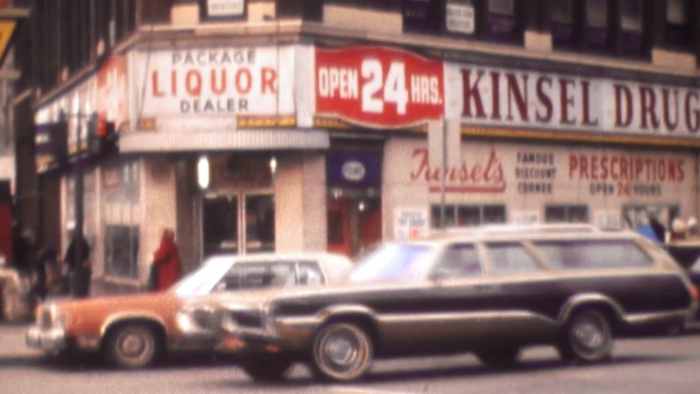 PACKAGE
LIQUOR
DEALER
OPEN 24 HRS.
KINSEL DRUG
Kinsel's
FAMOUS
DISCOUNT
CORNER
PRESCRIPTIONS
OPEN 24 HOURS